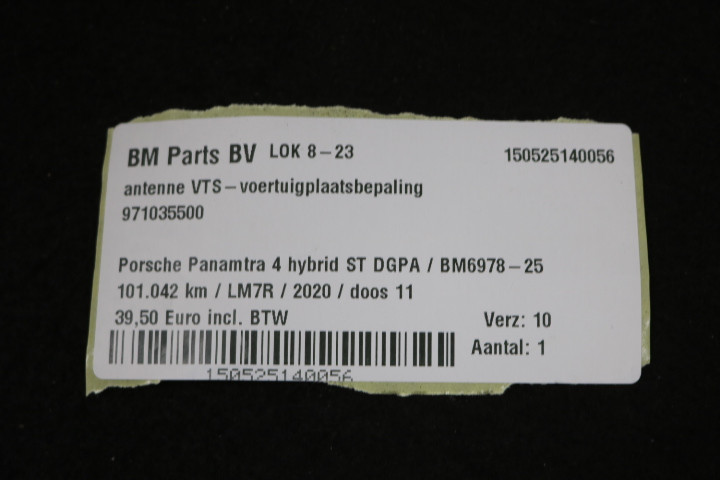 BM Parts BV LOK 8-23 150525140056
antenne VTS-voertuigplaatsbepaling
971035500
Porsche Panamtra 4 hybrid ST DGPA / BM6978-25
101.042 km / LM7R / 2020 / doos 11
39,50 Euro incl. BTW Verz: 10
Aantal: 1
150525140056